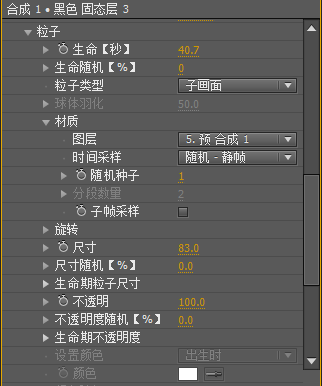 合成 1 • 黑色 固态层 3
粒子
生命【秒】 40.7
生命随机【%】 0
粒子类型 子画面
球体羽化 50.0
材质
图层 5. 预 合成 1
时间采样 随机 - 静帧
随机种子 1
分段数量 2
子帧采样
旋转
尺寸 83.0
尺寸随机【%】 0.0
生命期粒子尺寸
不透明 100.0
不透明度随机【%】 0.0
生命期不透明度
设置颜色 出生时
颜色